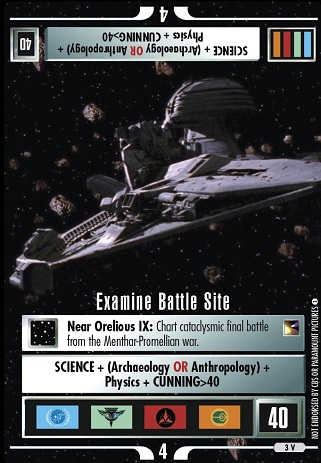 4
SCIENCE + (Archaeology OR Anthropology) +
Physics + CUNNING>40
40
Examine Battle Site
Near Orelious IX: Chart cataclysmic final battle
from the Menthar-Promellian war.
SCIENCE + (Archaeology OR Anthropology) +
Physics + CUNNING>40
40
4
3 V
NOT ENDORSED BY CBS OR PARAMOUNT PICTURES